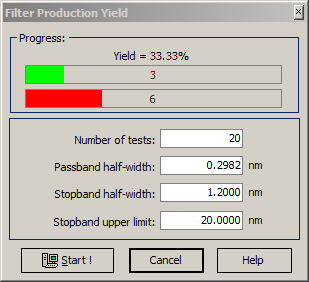 Filter Production Yield
Progress:
Yield = 33.33%
3
6
Number of tests: 20
Passband half-width: 0.2982 nm
Stopband half-width: 1.2000 nm
Stopband upper limit: 20.0000 nm
Start !
Cancel
Help